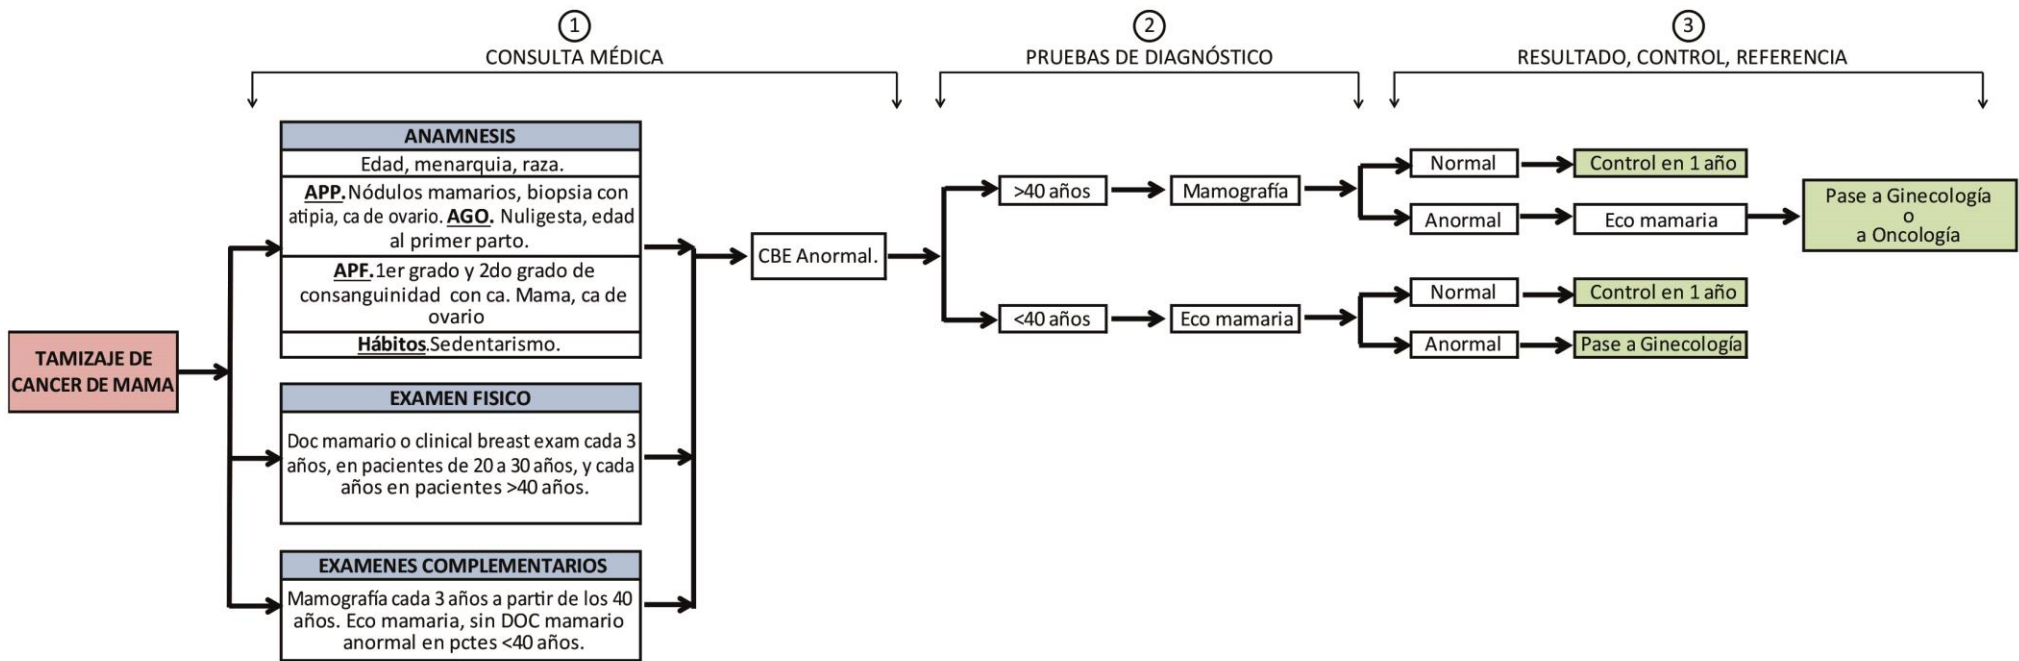 1
CONSULTA MÉDICA
2
PRUEBAS DE DIAGNÓSTICO
3
RESULTADO, CONTROL, REFERENCIA
TAMIZAJE DE
CANCER DE MAMA
ANAMNESIS
Edad, menarquia, raza.
APP.Nódulos mamarios, biopsia con
atipia, ca de ovario. AGO. Nuligesta, edad
al primer parto.
APF.1er grado y 2do grado de
consanguinidad con ca. Mama, ca de
ovario
Hábitos.Sedentarismo.
EXAMEN FISICO
Doc mamario o clinical breast exam cada 3
años, en pacientes de 20 a 30 años, y cada
años en pacientes >40 años.
EXAMENES COMPLEMENTARIOS
Mamografía cada 3 años a partir de los 40
años. Eco mamaria, sin DOC mamario
anormal en pctes <40 años.
CBE Anormal.
>40 años
Mamografía
Normal
Control en 1 año
Anormal
Eco mamaria
Pase a Ginecología
o
a Oncología
<40 años
Eco mamaria
Normal
Control en 1 año
Anormal
Pase a Ginecología